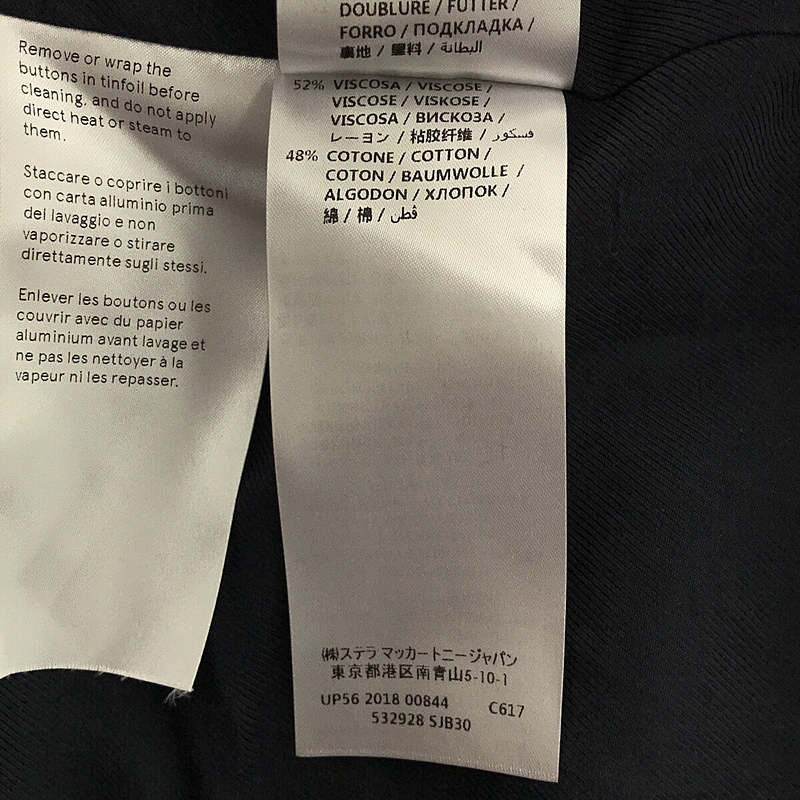 Remove or wrap the
buttons in tinfoil before
cleaning, and do not apply
direct heat or steam to
them.
Staccare o coprire i bottoni
con carta alluminio prima
del lavaggio e non
vaporizzare o stirare
direttamente sugli stessi.
Enlever les boutons ou les
couvrir avec du papier
aluminium avant lavage et
ne pas les nettoyer à la
vapeur ni les repasser.
DOUBLURE / FUTTER /
FORRO / ПОДКЛАДКА /
裏地 / 里料 / البطانة
52% VISCOSA / VISCOSE /
VISCOSE / VISKOSE /
VISCOSA / ВИСКОЗА /
レーヨン / 粘胶纤维 / فسكوز
48% COTONE / COTTON /
COTON / BAUMWOLLE /
ALGODON / ХЛОПОК /
綿 / 棉 / قطن
㈱ステラ マッカートニージャパン
東京都港区南青山5-10-1
UP56 2018 00844 C617
532928 SJB30